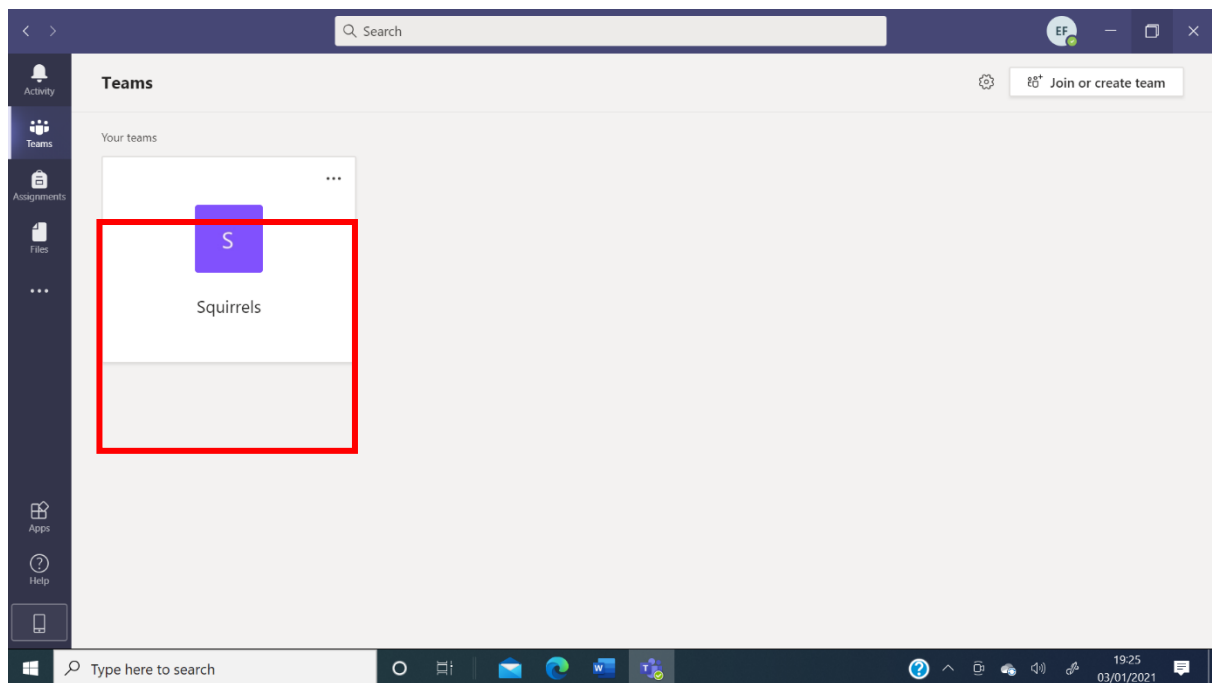 Search
EF
Activity
Teams
Join or create team
Teams
Your teams
Assignments
Files
S
Squirrels
Apps
Help
Type here to search
W
T
19:25
03/01/2021